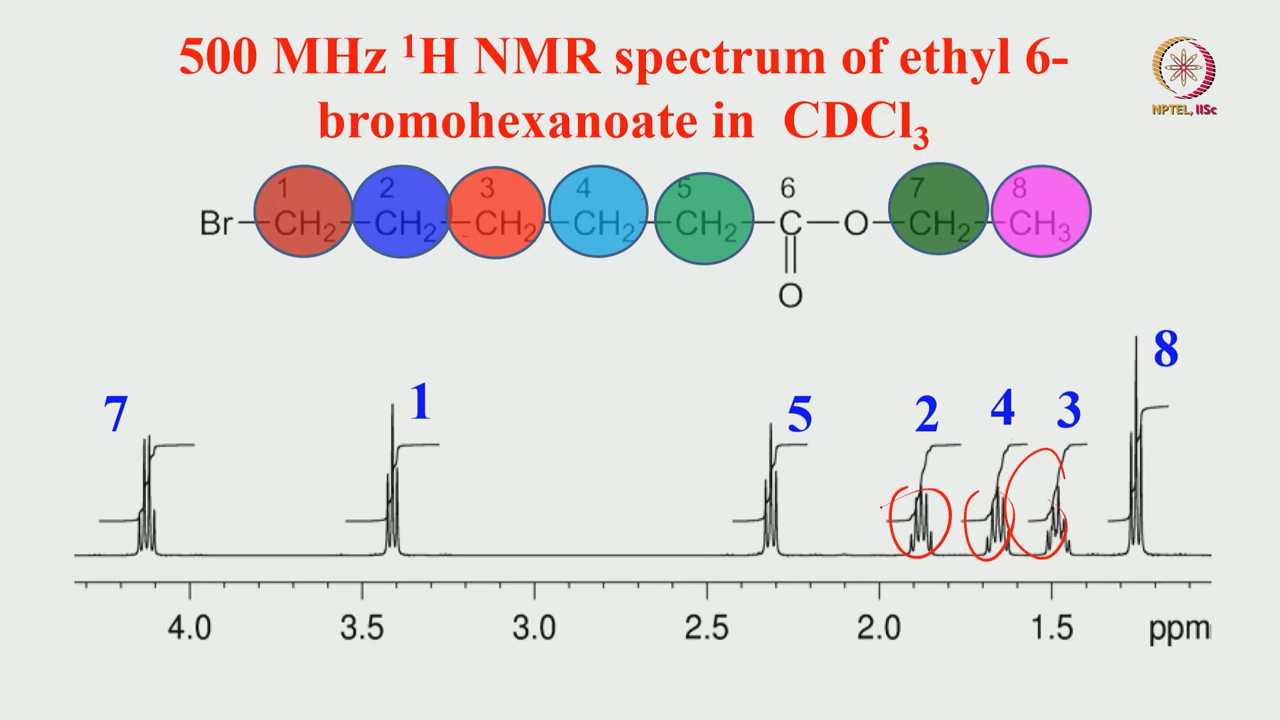 500 MHz ¹H NMR spectrum of ethyl 6-
bromohexanoate in CDCl₃
NPTEL, IISc
1 2 3 4 5 6 7 8
Br—CH₂—CH₂—CH₂—CH₂—CH₂—C—O—CH₂—CH₃
O
7 1 5 2 4 3 8
4.0 3.5 3.0 2.5 2.0 1.5 ppm